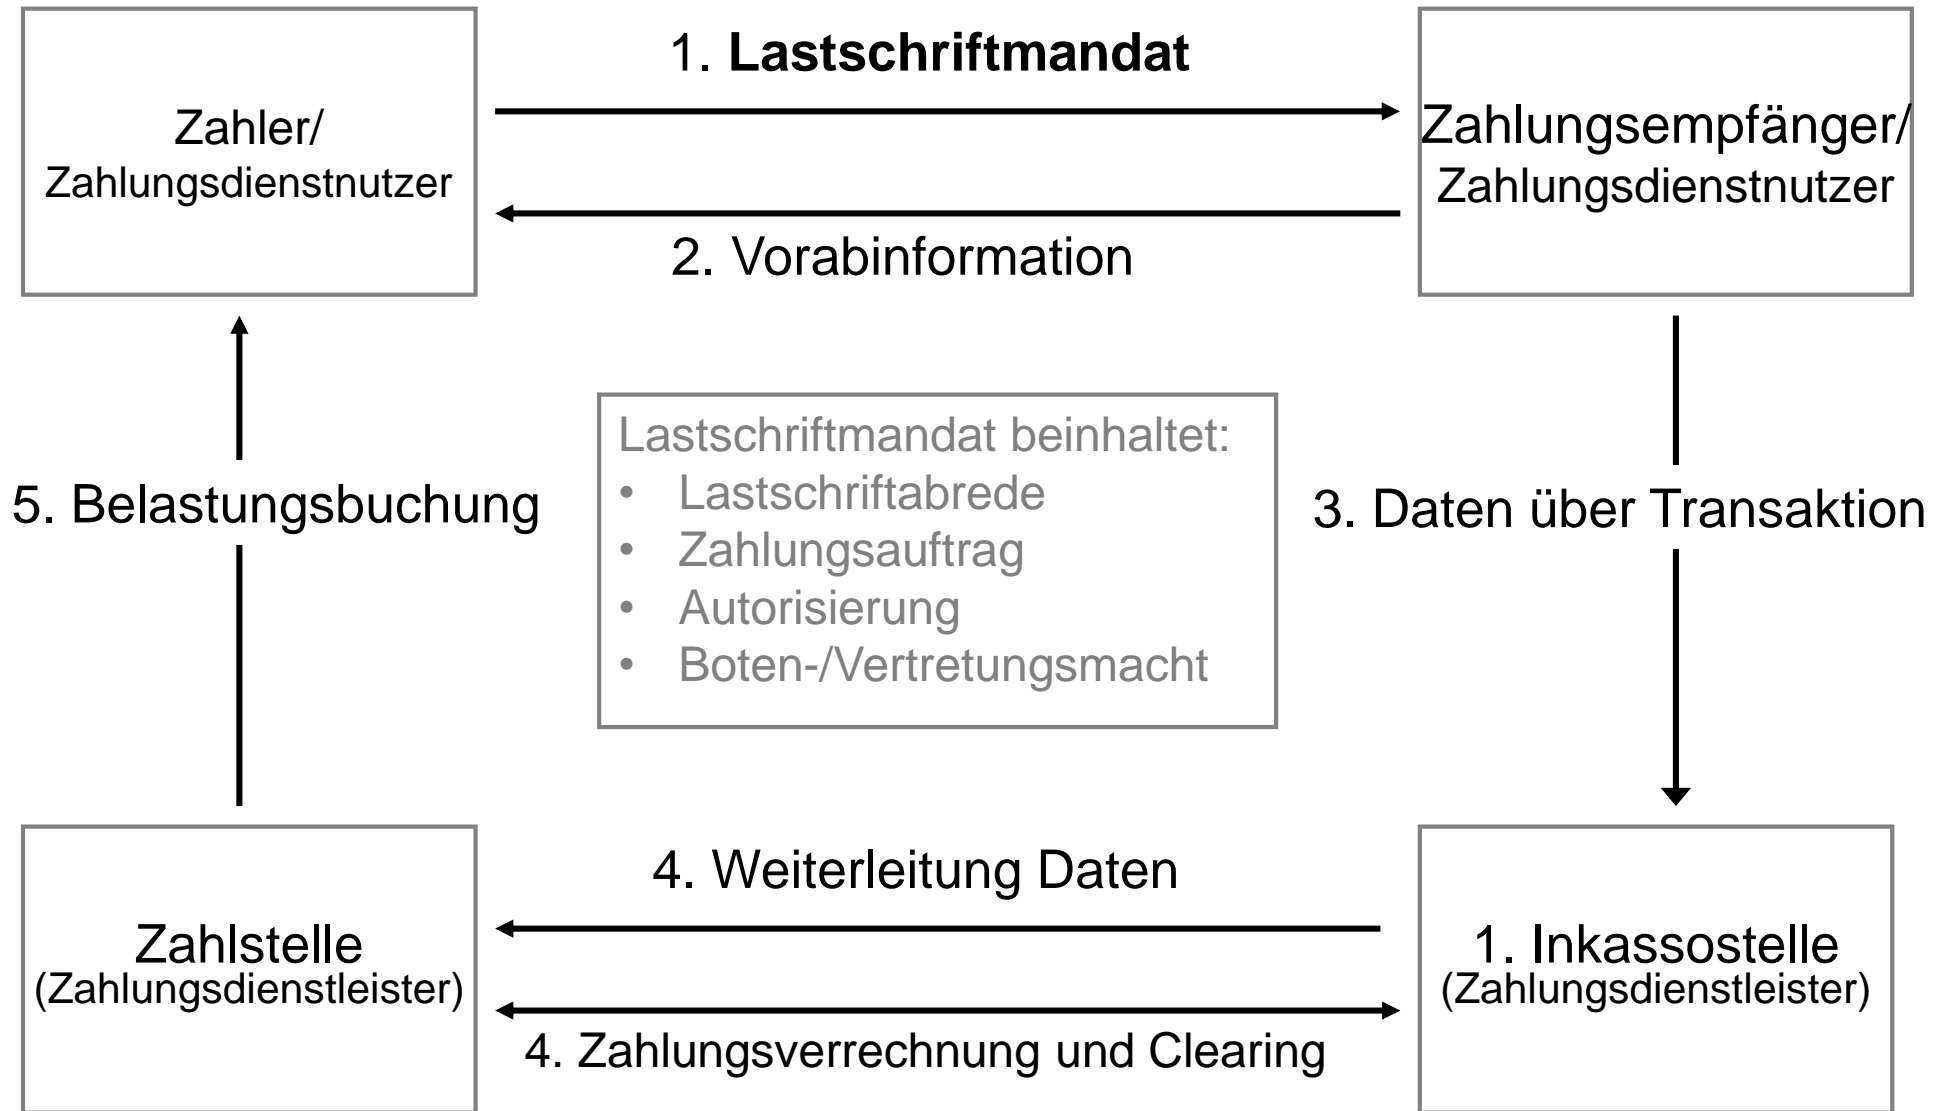 1. Lastschriftmandat
Zahler/
Zahlungsdienstnutzer
Zahlungsempfänger/
Zahlungsdienstnutzer
2. Vorabinformation
Lastschriftmandat beinhaltet:
• Lastschriftabrede
• Zahlungsauftrag
• Autorisierung
• Boten-/Vertretungsmacht
5. Belastungsbuchung
3. Daten über Transaktion
4. Weiterleitung Daten
Zahlstelle
(Zahlungsdienstleister)
1. Inkassostelle
(Zahlungsdienstleister)
4. Zahlungsverrechnung und Clearing